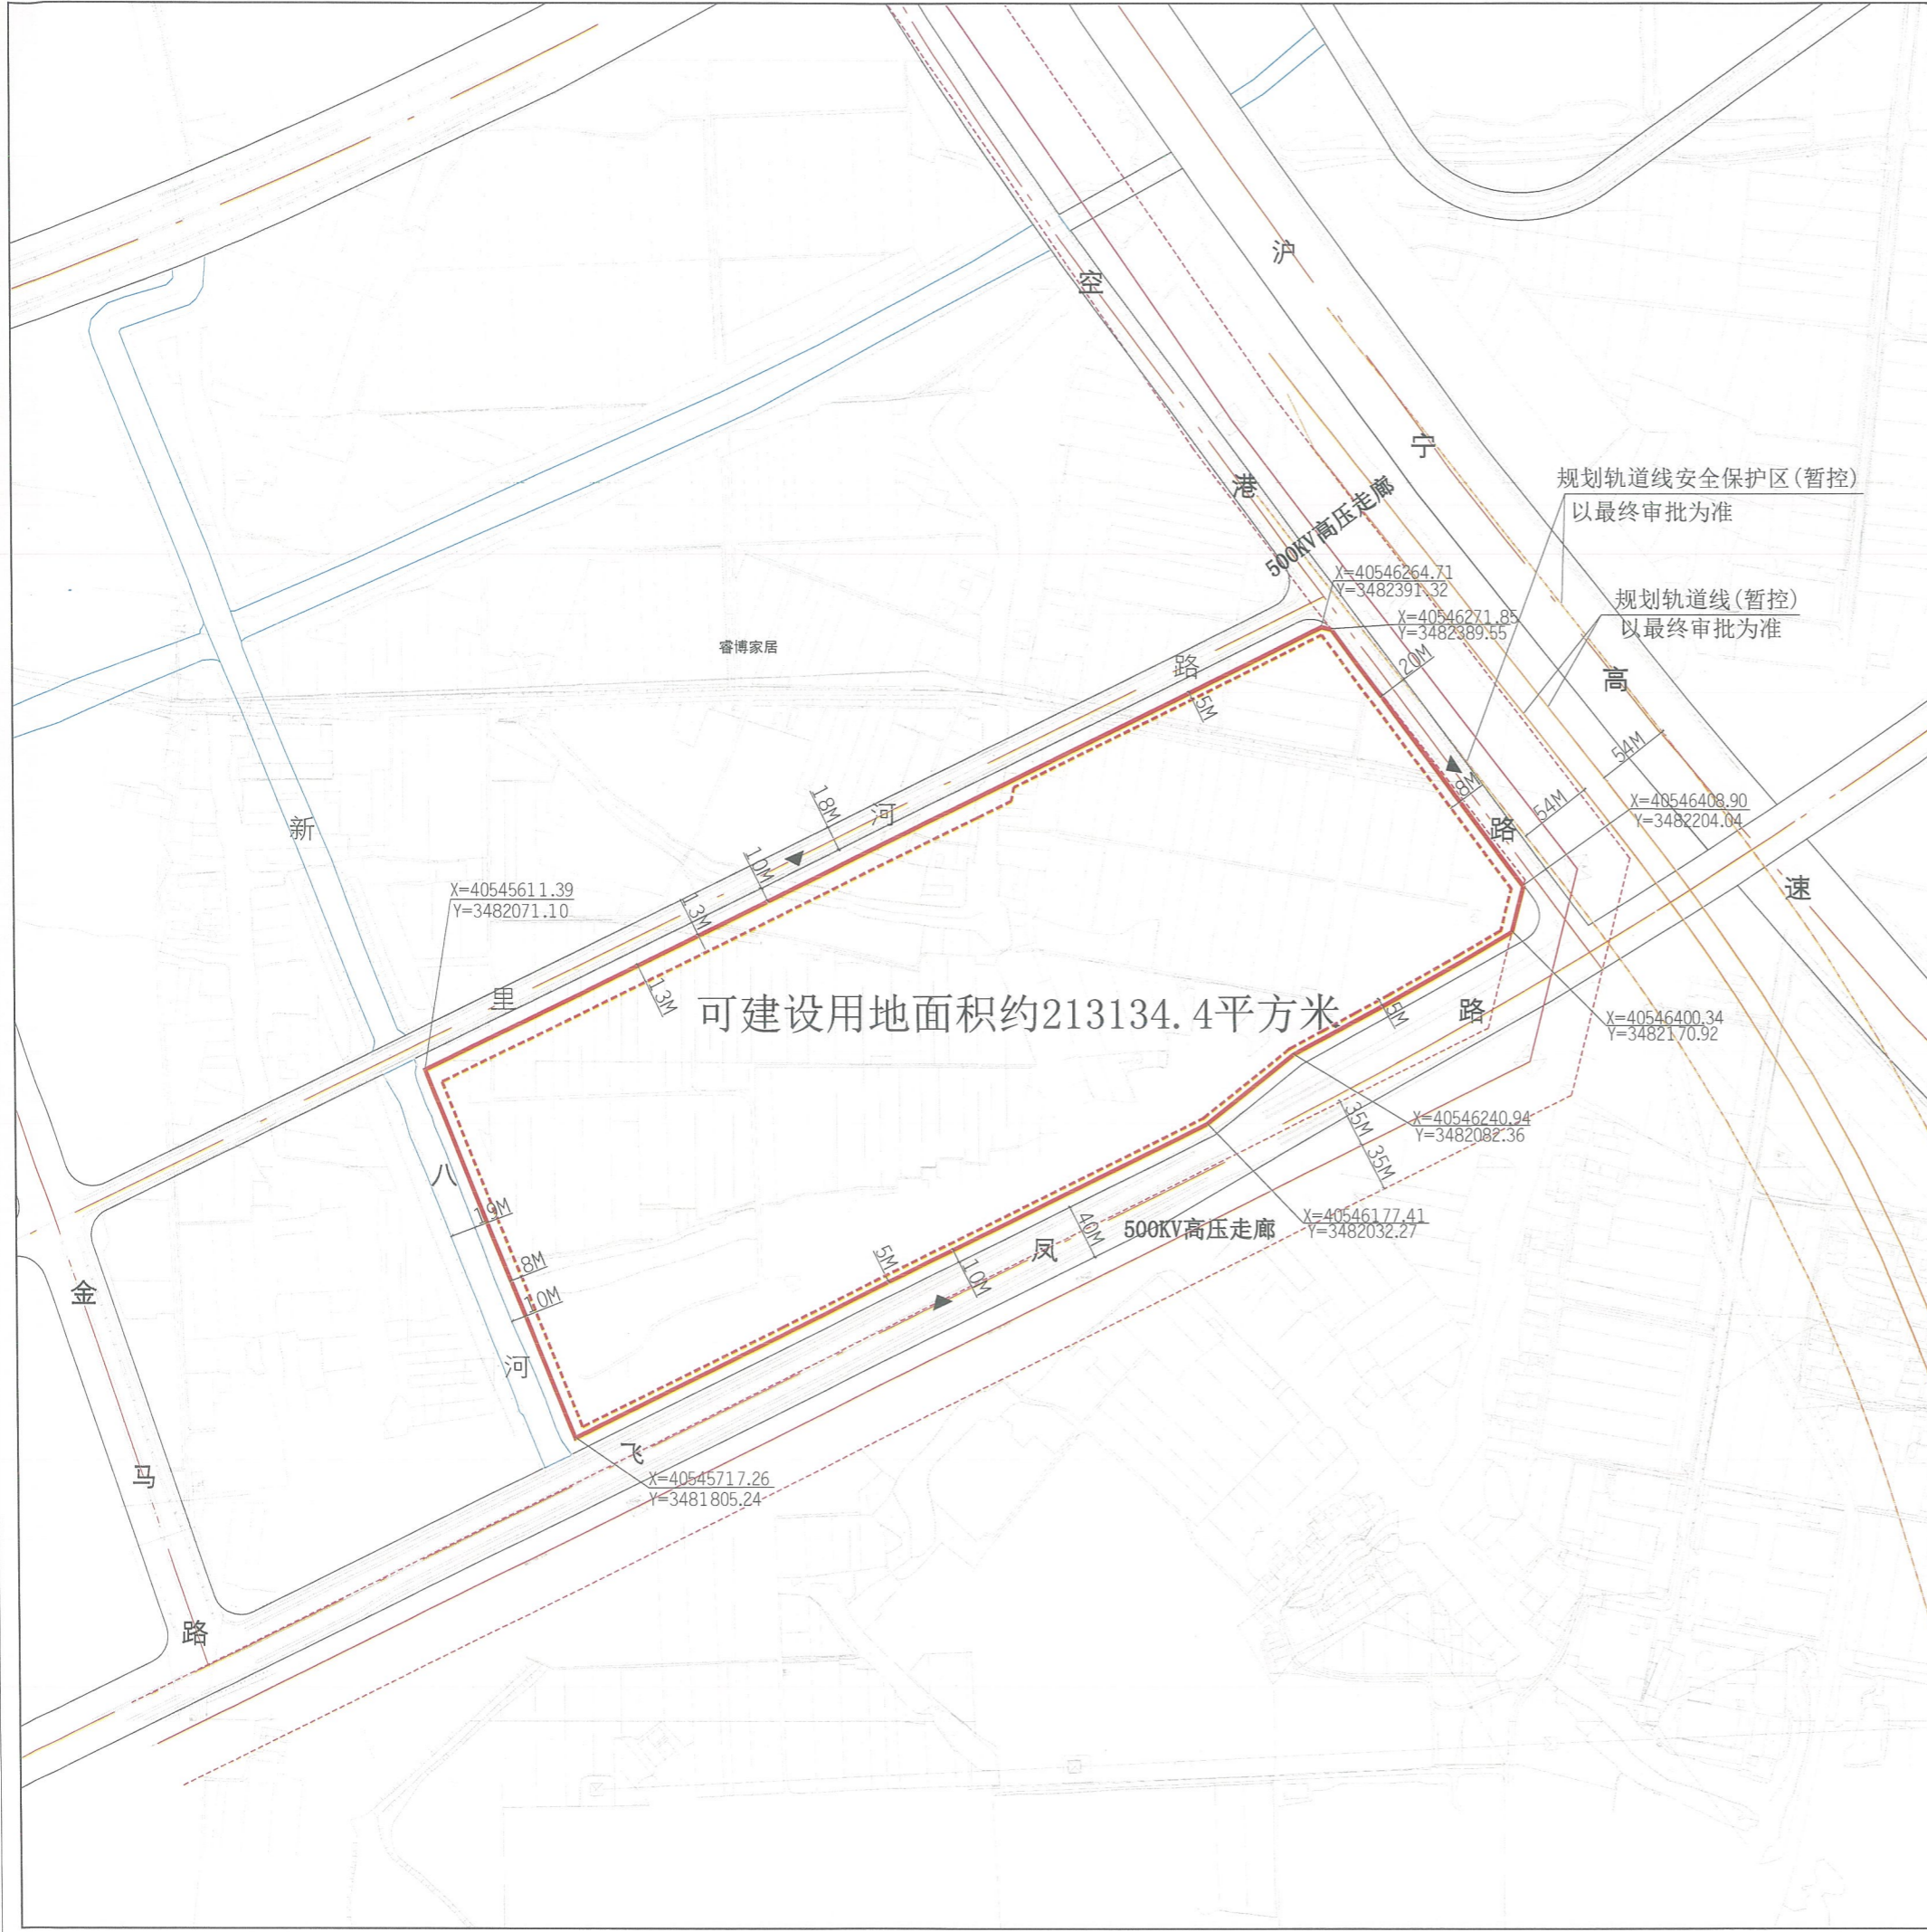 沪
空
宁
港
500KV高压走廊
规划轨道线安全保护区(暂控)
以最终审批为准
X=40546264.71
Y=3482391.32
规划轨道线(暂控)
以最终审批为准
X=40546271.85
Y=3482389.55
睿博家居
路
20M
高
5M
54M
8M
18M
河
54M
X=40546408.90
Y=3482204.04
新
路
10M
速
X=40545611.39
Y=3482071.10
13M
里
13M
可建设用地面积约213134.4平方米
5M
路
X=40546400.34
Y=3482170.92
35M
X=40546240.94
Y=3482082.36
35M
八
19M
X=40546177.41
Y=3482032.27
40M
500KV高压走廊
凤
5M
8M
10M
10M
金
河
飞
马
X=40545717.26
Y=3481805.24
路